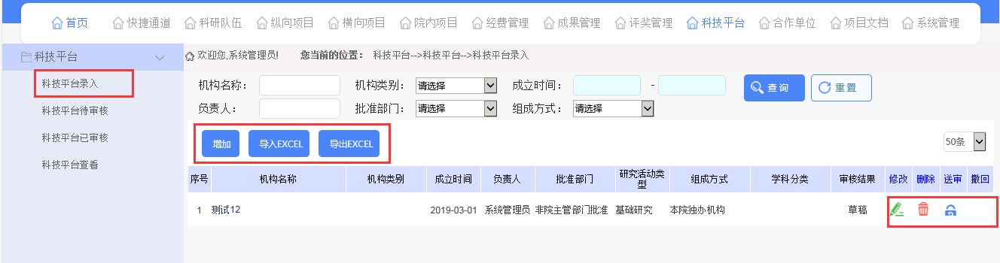 首页 快捷通道 科研队伍 纵向项目 横向项目 院内项目 经费管理 成果管理 评奖管理 科技平台 合作单位 项目文档 系统管理
科技平台
欢迎您,系统管理员! 您当前的位置: 科技平台-->科技平台-->科技平台录入
科技平台录入
科技平台待审核
科技平台已审核
科技平台查看
机构名称: 机构类别: 请选择 成立时间: - 查询 重置
负责人: 批准部门: 请选择 组成方式: 请选择
增加 导入EXCEL 导出EXCEL 50条
序号 机构名称 机构类别 成立时间 负责人 批准部门 研究活动类型 组成方式 学科分类 审核结果 修改 删除 送审 撤回
1 测试12 2019-03-01 系统管理员 非院主管部门批准 基础研究 本院独办机构 草稿